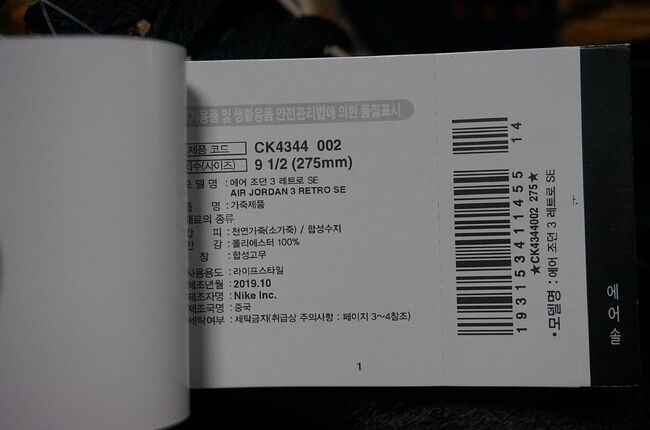 기용품 및 생활용품 안전관리법에 의한 품질표시
제품 코드 CK4344 002
치수(사이즈) 9 1/2 (275mm)
모 델 명 : 에어 조던 3 레트로 SE
AIR JORDAN 3 RETRO SE
품 명 : 가죽제품
재료의 종류
겉 피 : 천연가죽(소가죽) / 합성수지
안 감 : 폴리에스터 100%
창 : 합성고무
사용용도 : 라이프스타일
제조년월 : 2019.10
제조자명 : Nike Inc.
제조국명 : 중국
세탁여부 : 세탁금지(취급상 주의사항 : 페이지 3~4참조)
1
14
193153411455
★CK4344002 275★
•모델명 : 에어 조던 3 레트로 SE
에어솔